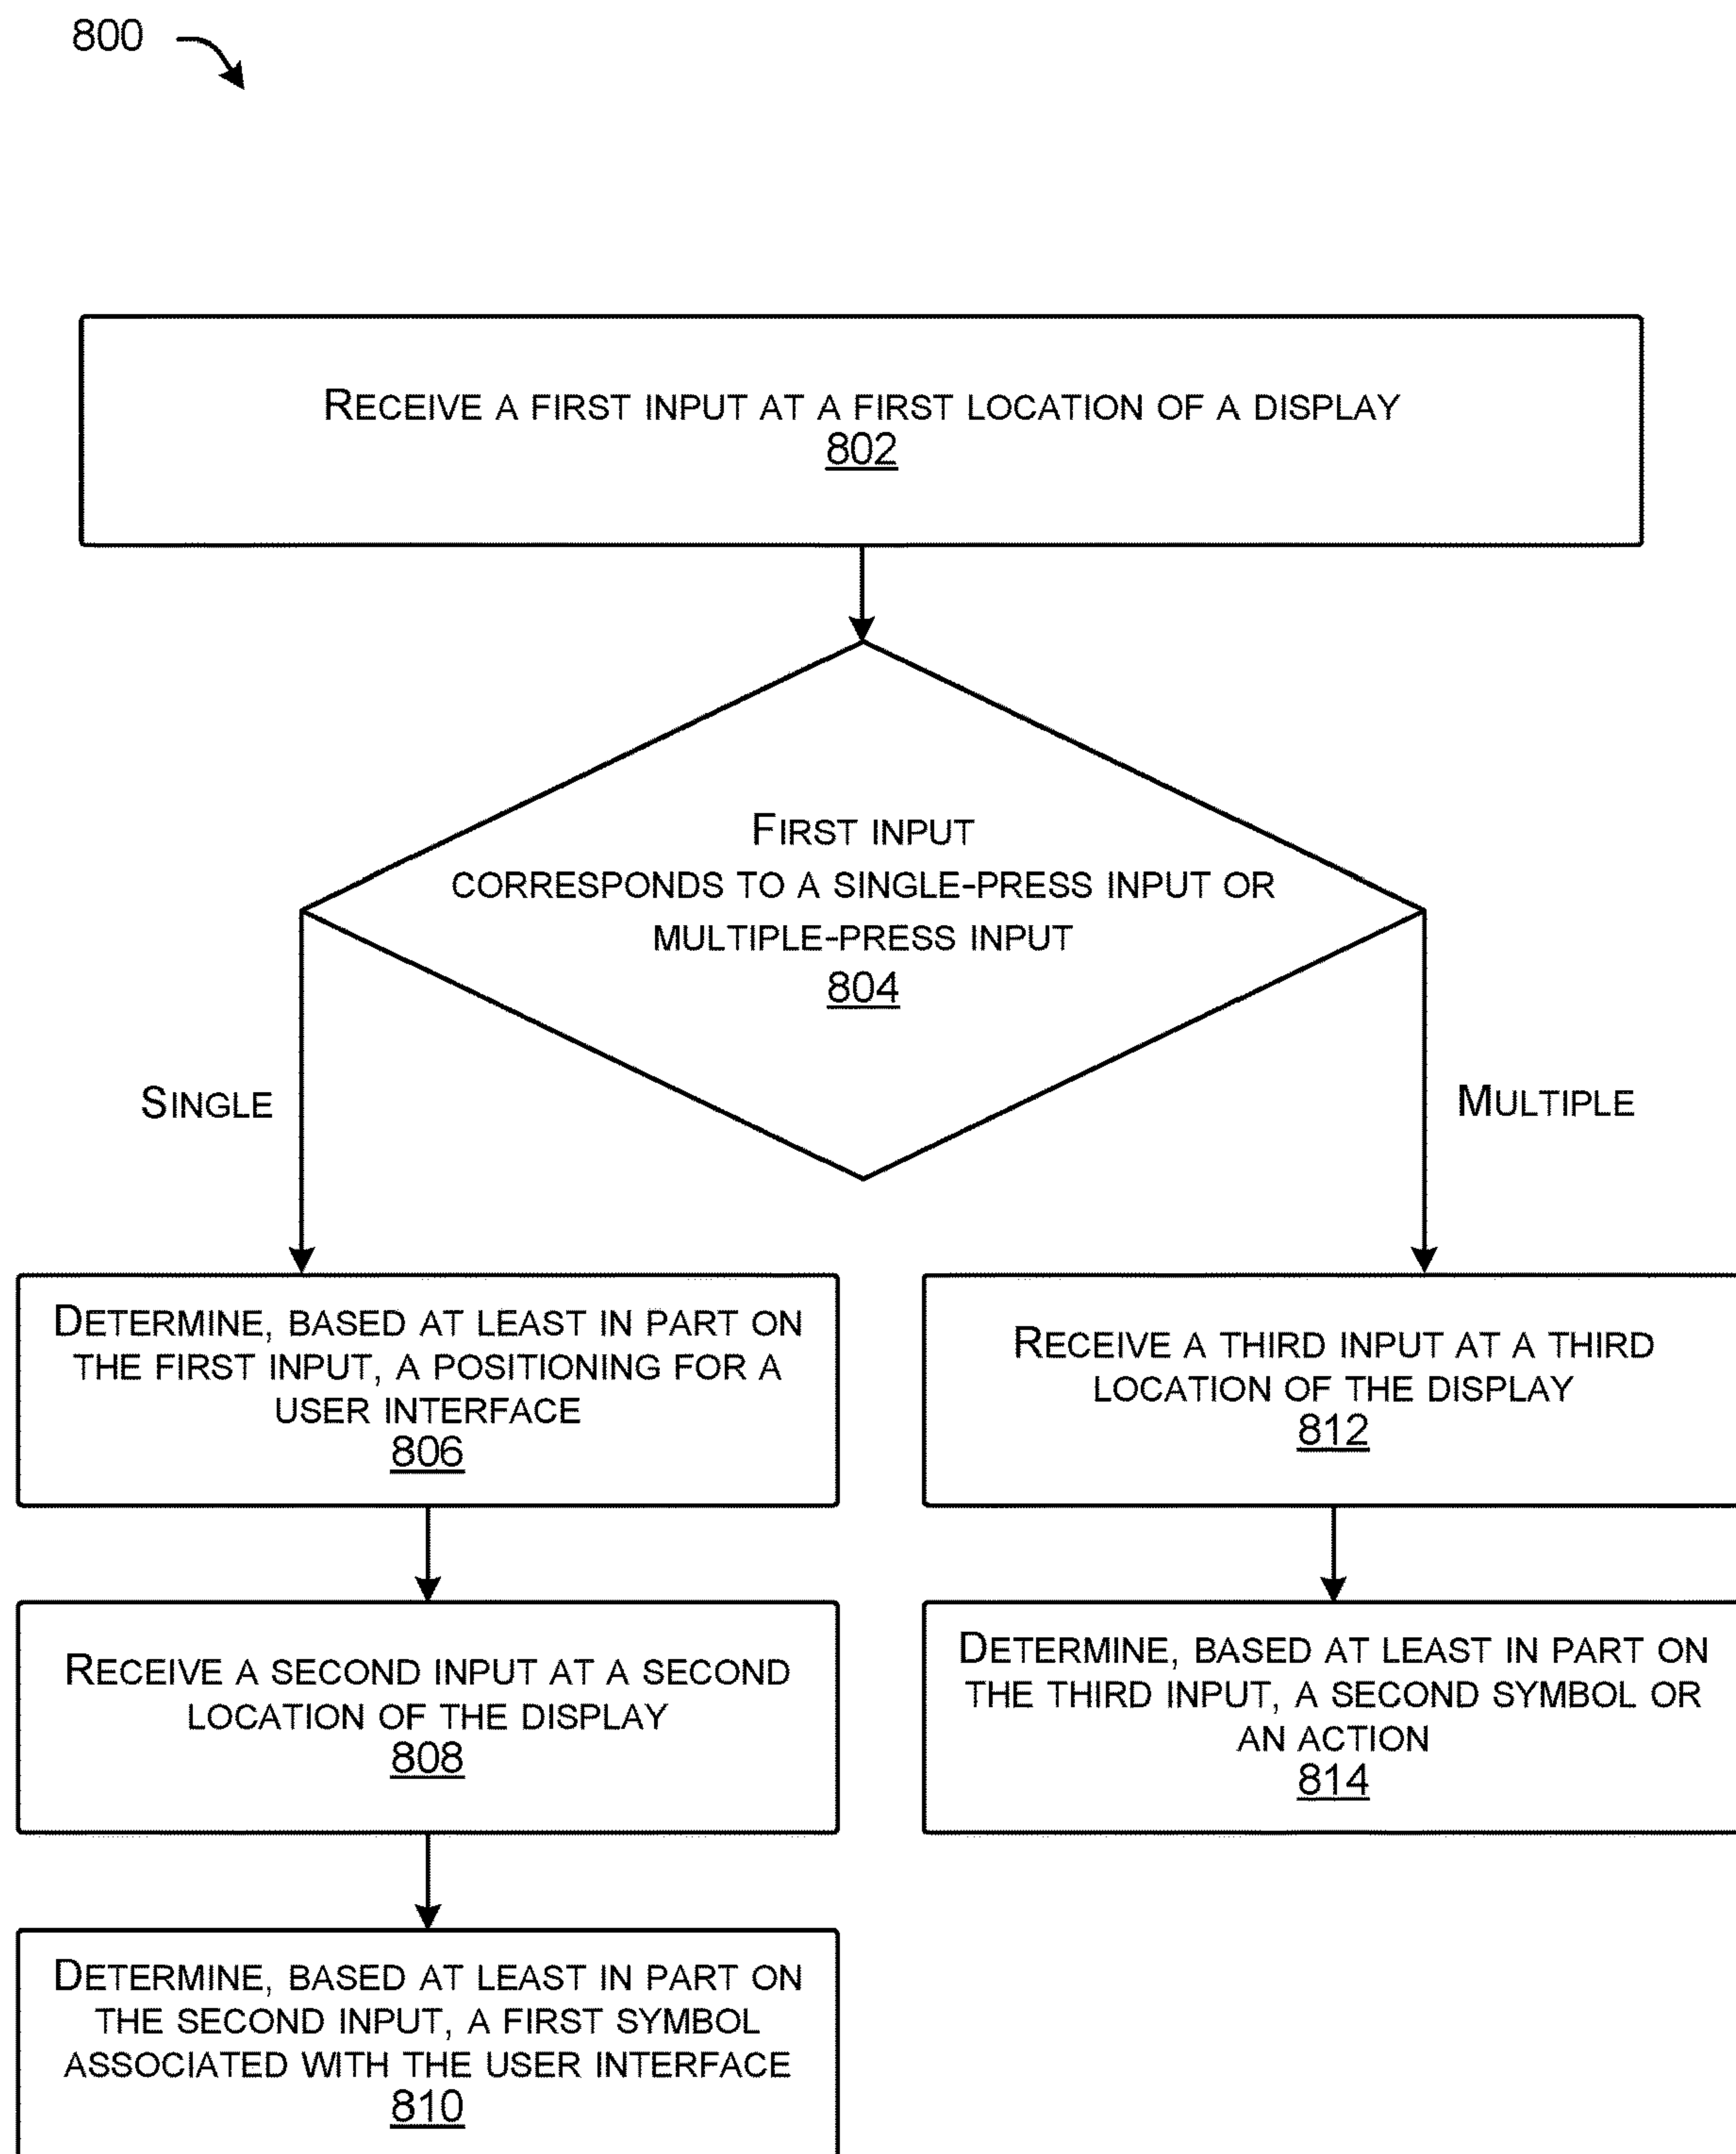 800
RECEIVE A FIRST INPUT AT A FIRST LOCATION OF A DISPLAY
802
FIRST INPUT
CORRESPONDS TO A SINGLE-PRESS INPUT OR
MULTIPLE-PRESS INPUT
804
SINGLE
MULTIPLE
DETERMINE, BASED AT LEAST IN PART ON
THE FIRST INPUT, A POSITIONING FOR A
USER INTERFACE
806
RECEIVE A SECOND INPUT AT A SECOND
LOCATION OF THE DISPLAY
808
DETERMINE, BASED AT LEAST IN PART ON
THE SECOND INPUT, A FIRST SYMBOL
ASSOCIATED WITH THE USER INTERFACE
810
RECEIVE A THIRD INPUT AT A THIRD
LOCATION OF THE DISPLAY
812
DETERMINE, BASED AT LEAST IN PART ON
THE THIRD INPUT, A SECOND SYMBOL OR
AN ACTION
814